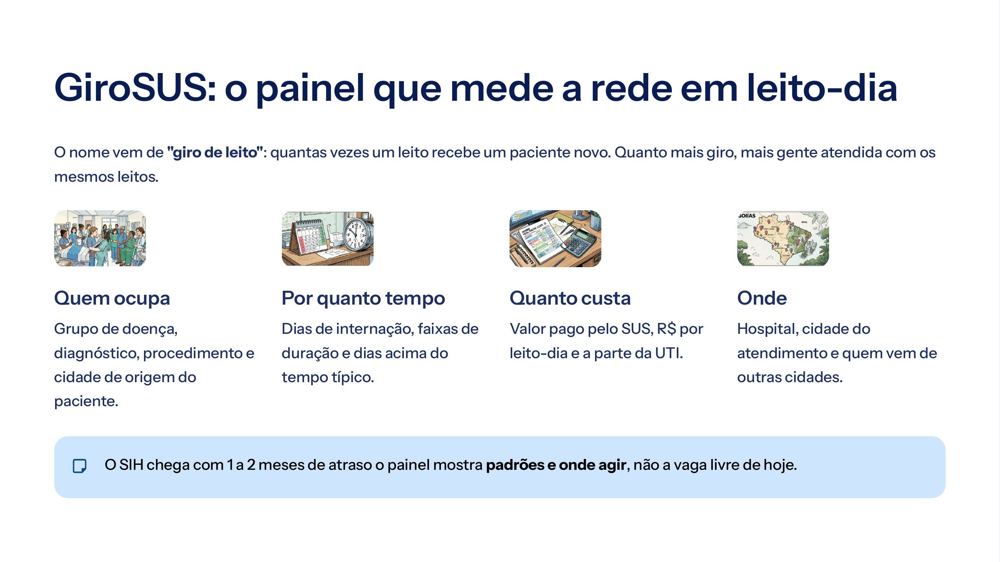 GiroSUS: o painel que mede a rede em leito-dia
O nome vem de "giro de leito": quantas vezes um leito recebe um paciente novo. Quanto mais giro, mais gente atendida com os
mesmos leitos.
GOIIAS
BRAZIL
Quem ocupa
Grupo de doença,
diagnóstico, procedimento e
cidade de origem do
paciente.
Por quanto tempo
Dias de internação, faixas de
duração e dias acima do
tempo típico.
Quanto custa
Valor pago pelo SUS, R$ por
leito-dia e a parte da UTI.
Onde
Hospital, cidade do
atendimento e quem vem de
outras cidades.
O SIH chega com 1 a 2 meses de atraso o painel mostra padrões e onde agir, não a vaga livre de hoje.